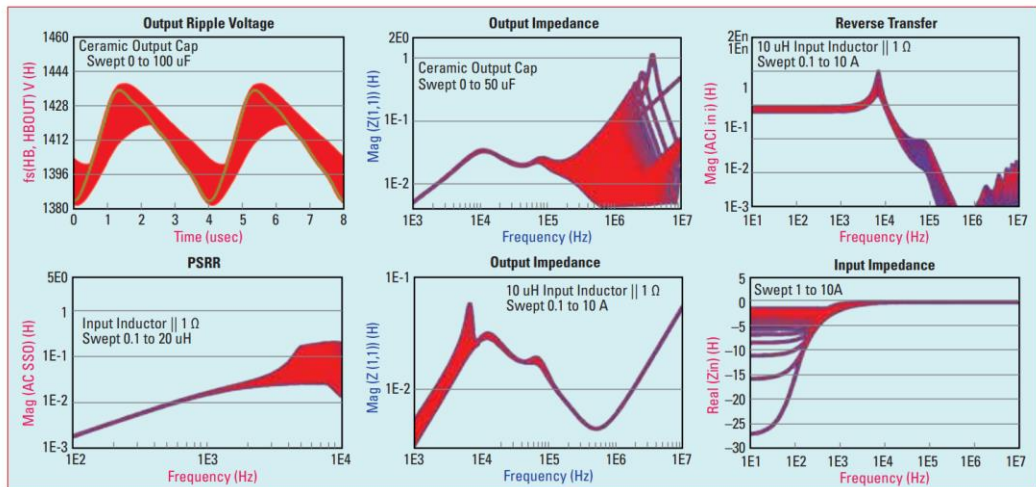 Output Ripple Voltage
fs(HB, HBOUT) V (H)
1460
1444
1428
1412
1396
1380
Ceramic Output Cap
Swept 0 to 100 uF
0 1 2 3 4 5 6 7 8
Time (usec)
Output Impedance
Mag (Z(1,1)) (H)
2E0
1
1E-1
1E-2
Ceramic Output Cap
Swept 0 to 50 uF
1E3 1E4 1E5 1E6 1E7
Frequency (Hz)
Reverse Transfer
Mag (ACI in i) (H)
2En
1En
1
1E-1
1E-2
1E-3
10 uH Input Inductor || 1 Ω
Swept 0.1 to 10 A
1E1 1E2 1E3 1E4 1E5 1E6 1E7
Frequency (Hz)
PSRR
Mag (AC SSO) (H)
5E0
1
1E-1
1E-2
1E-3
Input Inductor || 1 Ω
Swept 0.1 to 20 uH
1E2 1E3 1E4
Frequency (Hz)
Output Impedance
Mag (Z (1,1)) (H)
1E-1
1E-2
10 uH Input Inductor || 1 Ω
Swept 0.1 to 10 A
1E3 1E4 1E5 1E6 1E7
Frequency (Hz)
Input Impedance
Real (Zin) (H)
5
0
–5
–10
–15
–20
–25
–30
Swept 1 to 10A
1E1 1E2 1E3 1E4 1E5 1E6 1E7
Frequency (Hz)